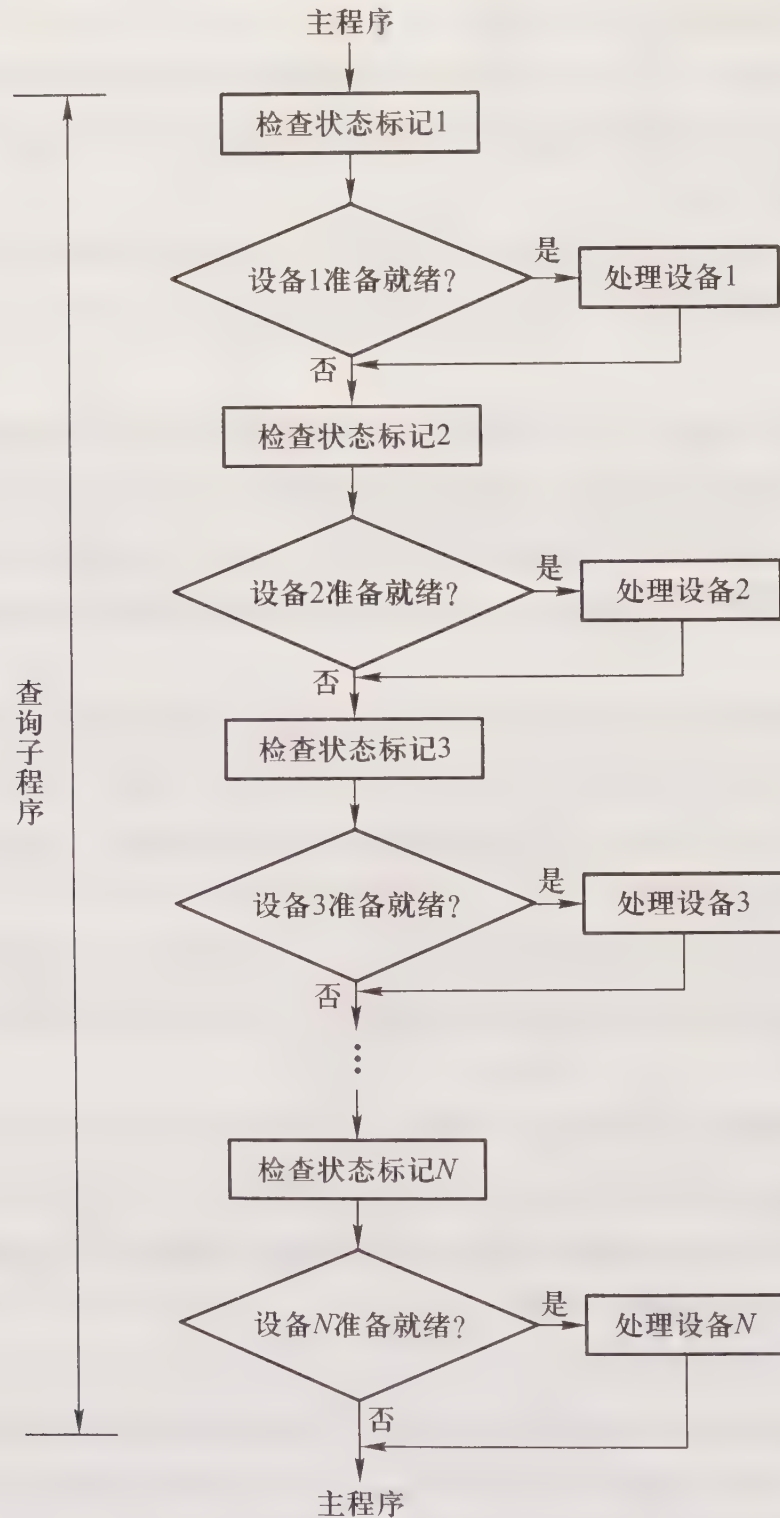 主程序
检查状态标记1
设备1准备就绪?
是
处理设备1
否
检查状态标记2
设备2准备就绪?
是
处理设备2
否
查询子程序
检查状态标记3
设备3准备就绪?
是
处理设备3
否
⋮
检查状态标记N
设备N准备就绪?
是
处理设备N
否
主程序